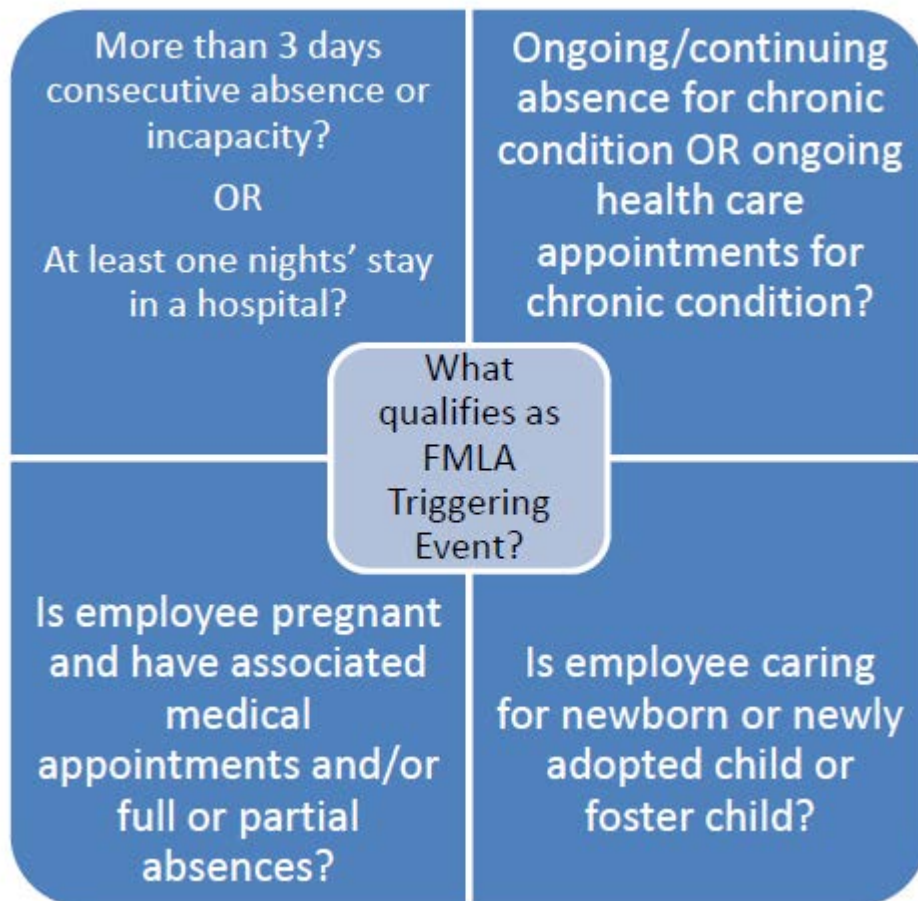 More than 3 days
consecutive absence or
incapacity?
OR
At least one nights’ stay
in a hospital?
Ongoing/continuing
absence for chronic
condition OR ongoing
health care
appointments for
chronic condition?
What
qualifies as
FMLA
Triggering
Event?
Is employee pregnant
and have associated
medical
appointments and/or
full or partial
absences?
Is employee caring
for newborn or newly
adopted child or
foster child?